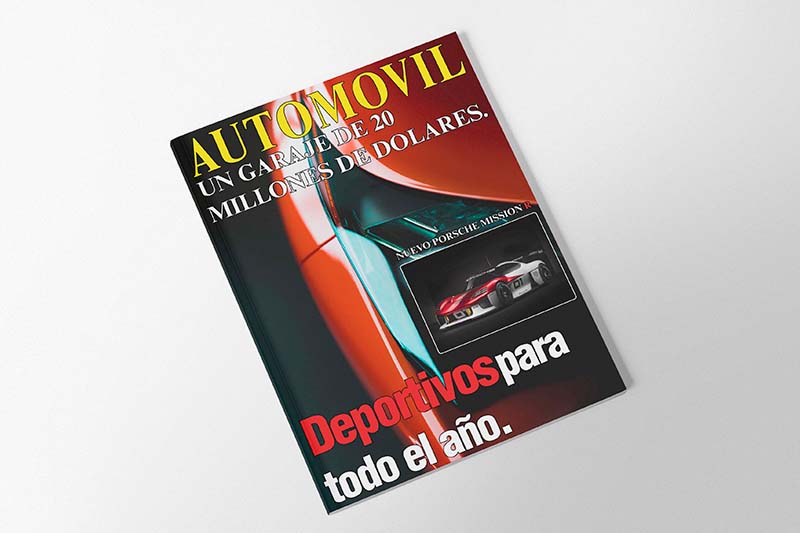 AUTOMOVIL
UN GARAJE DE 20
MILLONES DE DOLARES.
NUEVO PORSCHE MISSION R
Deportivos para
todo el año.